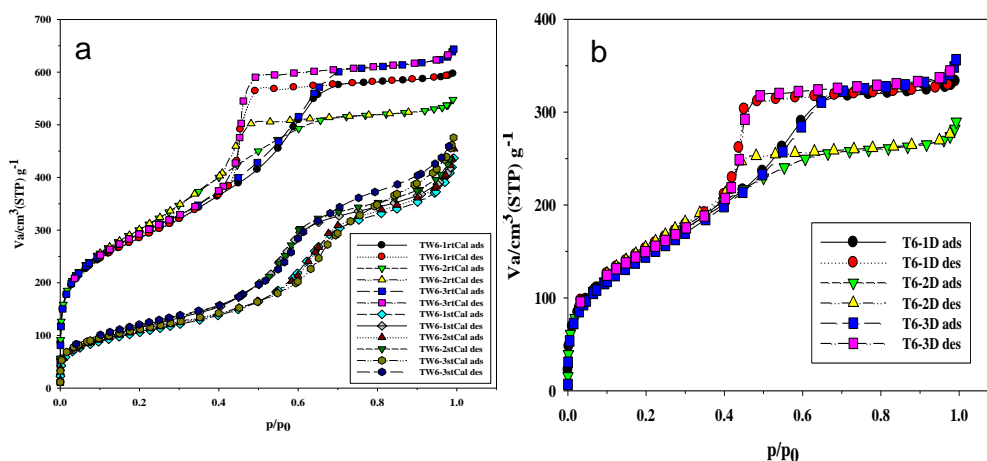 a
Va/cm3(STP) g-1
700
600
500
400
300
200
100
0
0.0 0.2 0.4 0.6 0.8 1.0
p/p0
TW6-1rtCal ads
TW6-1rtCal des
TW6-2rtCal ads
TW6-2rtCal des
TW6-3rtCal ads
TW6-3rtCal des
TW6-1stCal ads
TW6-1stCal des
TW6-2stCal ads
TW6-2stCal des
TW6-3stCal ads
TW6-3stCal des
b
Va/cm3(STP) g-1
400
300
200
100
0
0.0 0.2 0.4 0.6 0.8 1.0
p/p0
T6-1D ads
T6-1D des
T6-2D ads
T6-2D des
T6-3D ads
T6-3D des